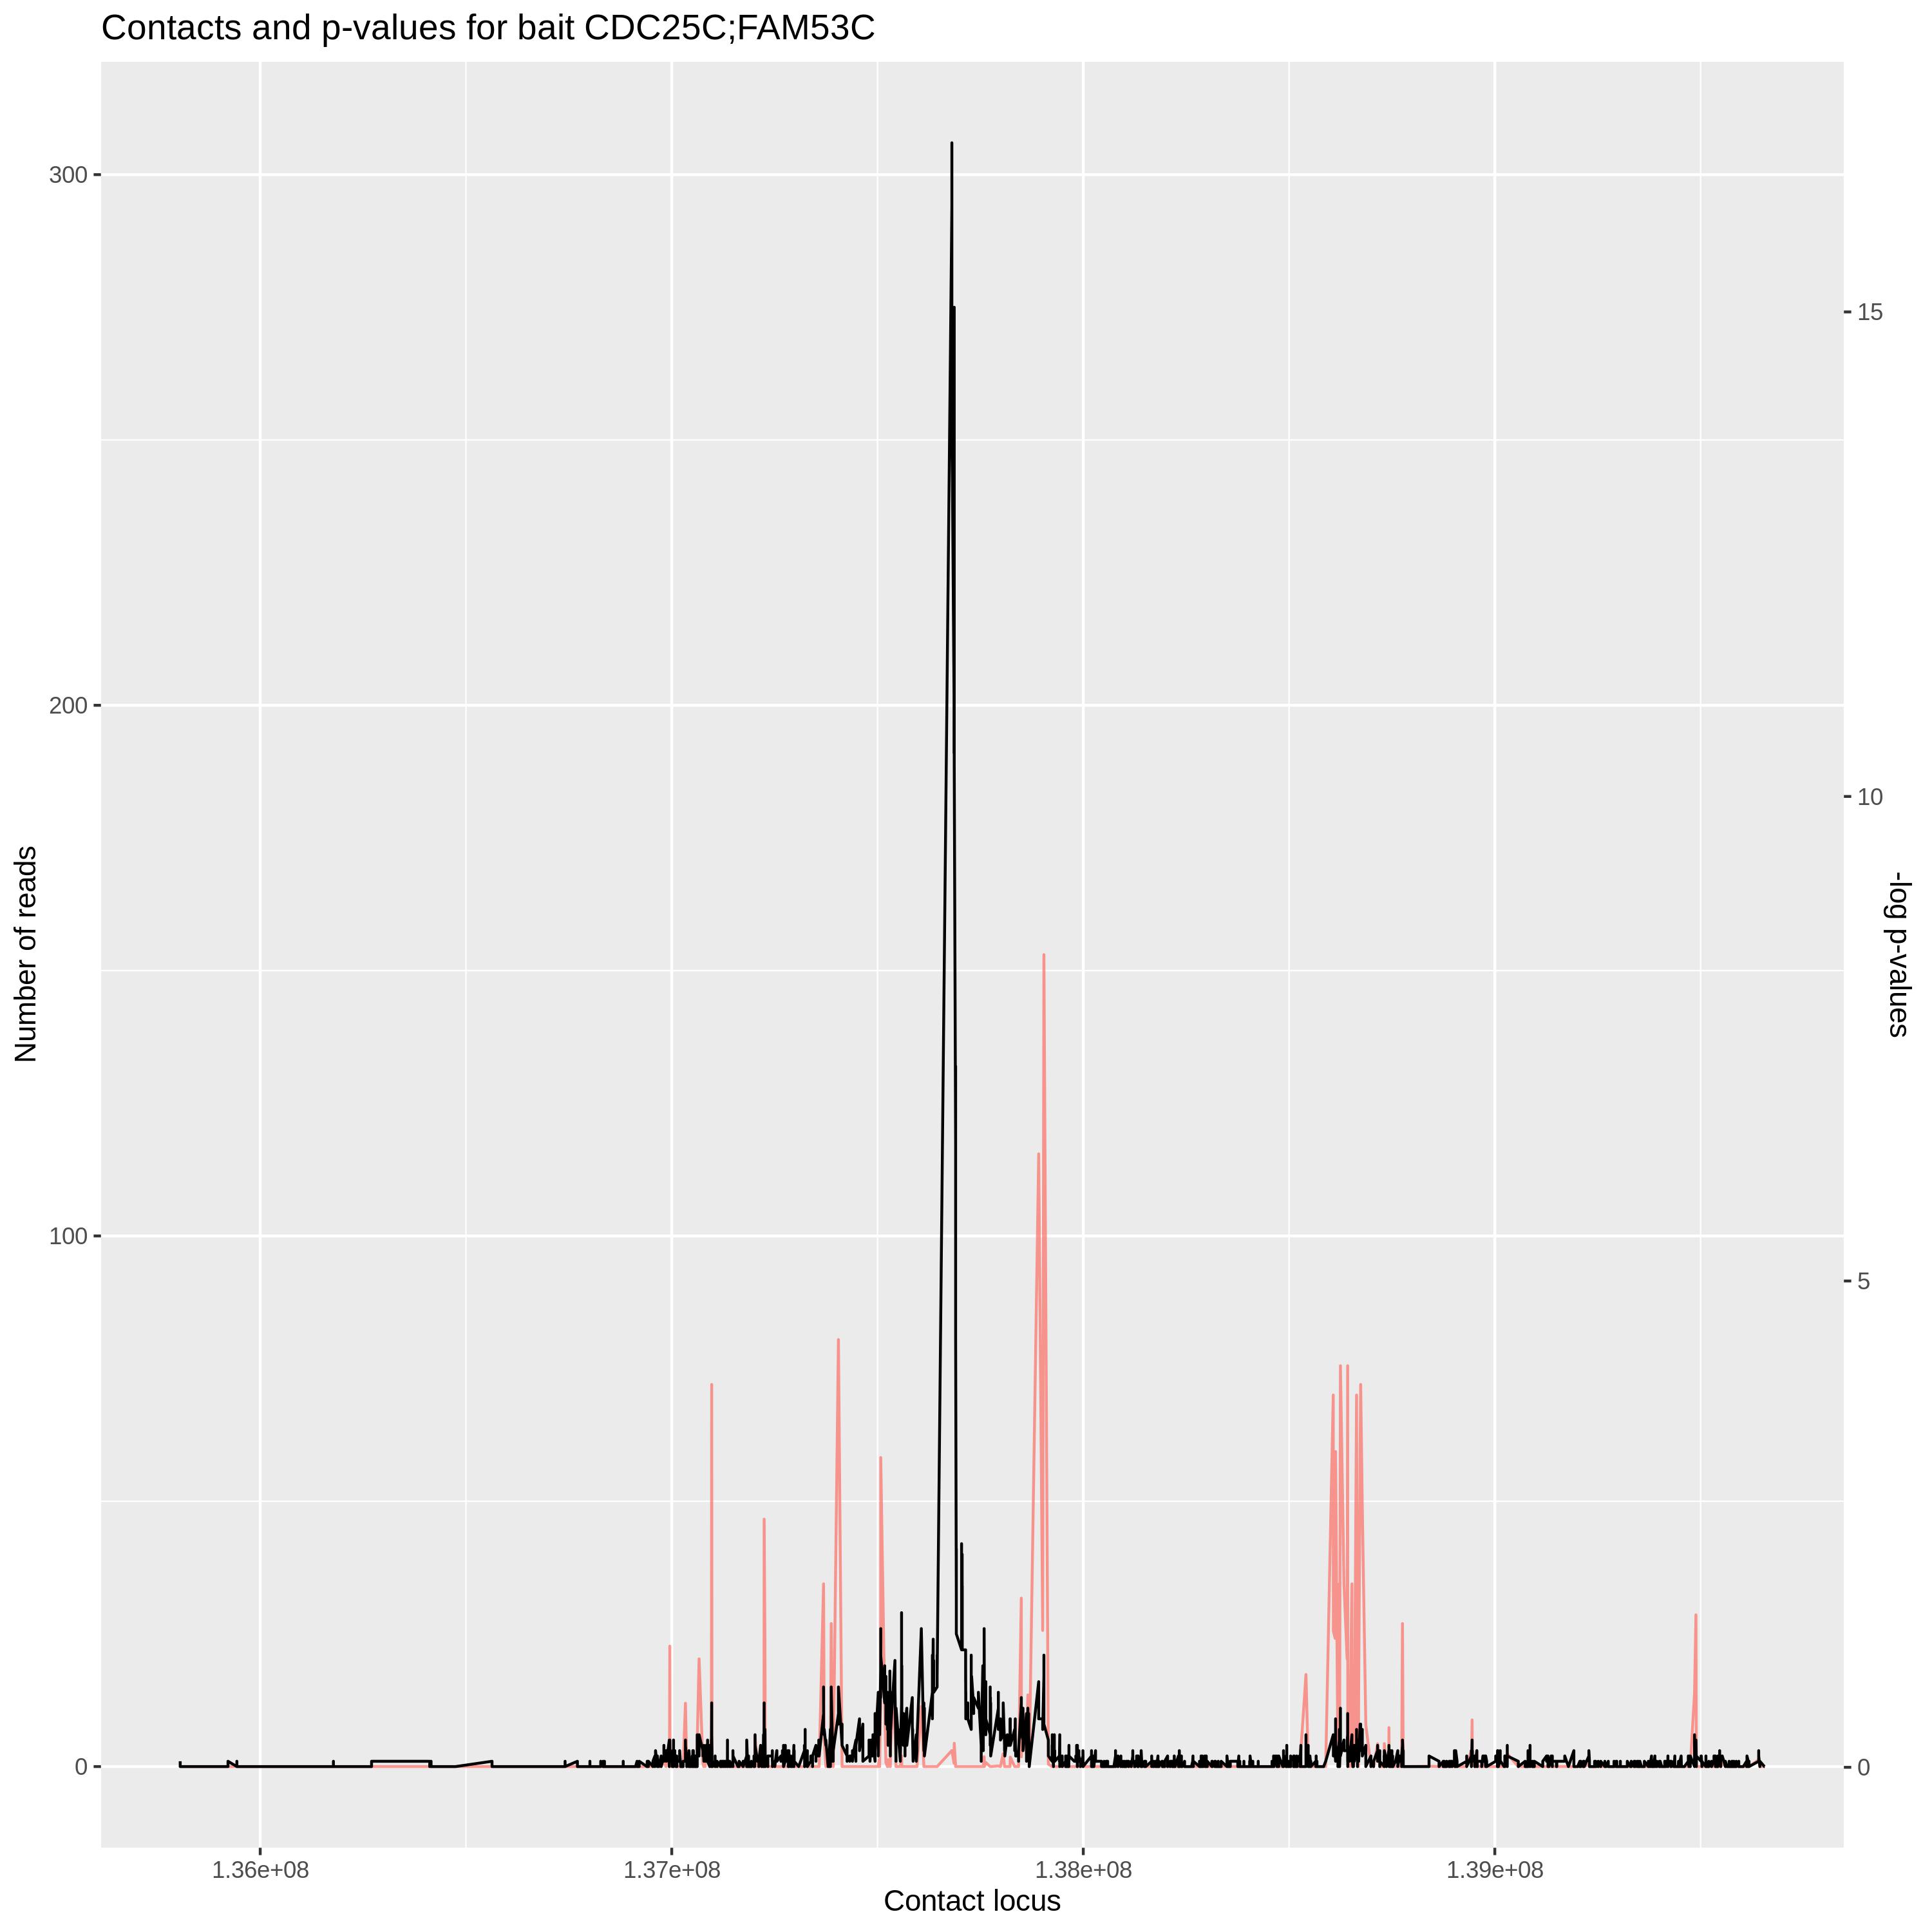 Contacts and p-values for bait CDC25C;FAM53C
300
200
100
0
Number of reads
15
10
5
0
-log p-values
1.36e+08
1.37e+08
1.38e+08
1.39e+08
Contact locus